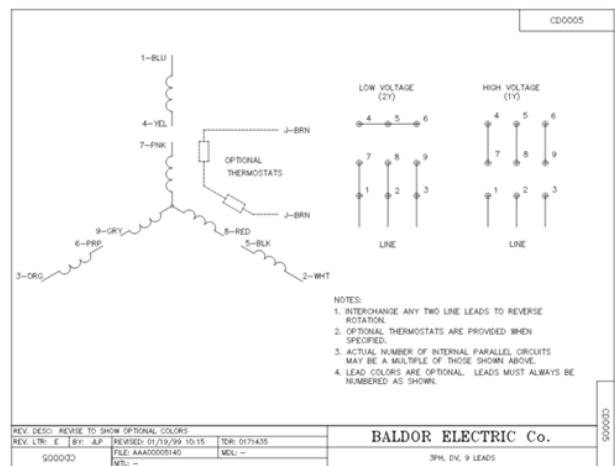 CD0005
1-BLU
4-YEL
7-PNK
J-BRN
OPTIONAL
THERMOSTATS
J-BRN
9-GRY
8-RED
6-PRP
5-BLK
3-ORG
2-WHT
LOW VOLTAGE
(2Y)
4 5 6
7 8 9
1 2 3
LINE
HIGH VOLTAGE
(1Y)
4 5 6
7 8 9
1 2 3
LINE
NOTES:
1. INTERCHANGE ANY TWO LINE LEADS TO REVERSE
ROTATION.
2. OPTIONAL THERMOSTATS ARE PROVIDED WHEN
SPECIFIED.
3. ACTUAL NUMBER OF INTERNAL PARALLEL CIRCUITS
MAY BE A MULTIPLE OF THOSE SHOWN ABOVE.
4. LEAD COLORS ARE OPTIONAL. LEADS MUST ALWAYS BE
NUMBERED AS SHOWN.
CD0005
REV. DESC: REVISE TO SHOW OPTIONAL COLORS
REV. LTR: E BY: JLP REVISED: 01/19/99 10:15 TDR: 0171435
CD0005
FILE: AAA00005140 MDL: -
MTL: -
BALDOR ELECTRIC Co.
3PH, DV, 9 LEADS